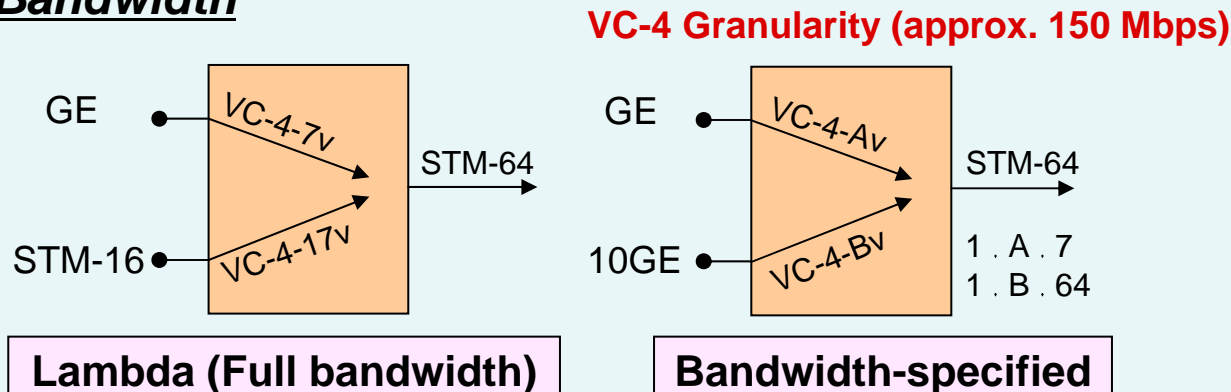 Bandwidth
VC-4 Granularity (approx. 150 Mbps)
GE
VC-4-7v
STM-64
STM-16
VC-4-17v
Lambda (Full bandwidth)
GE
VC-4-Av
STM-64
10GE
VC-4-Bv
1 . A . 7
1 . B . 64
Bandwidth-specified